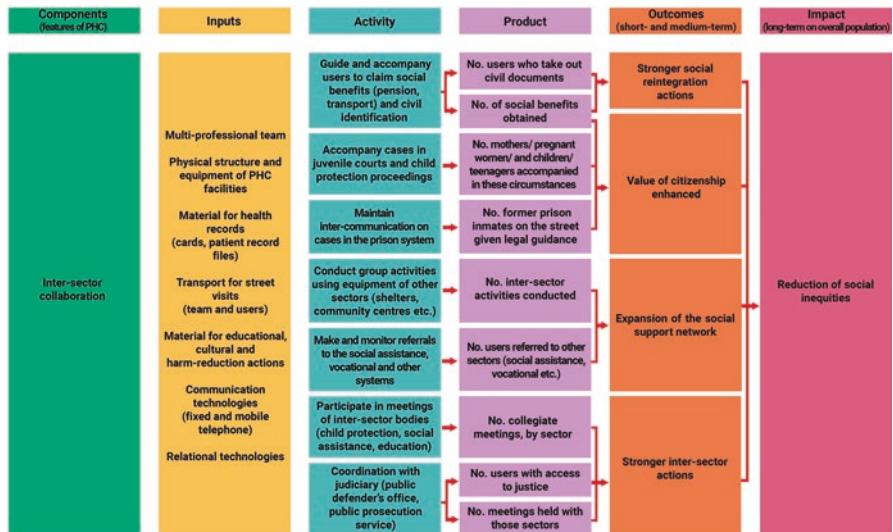 Components
(features of PHC)
Inputs
Activity
Product
Outcomes
(short- and medium-term)
Impact
(long-term on overall population)
Inter-sector
collaboration
Multi-professional team
Physical structure and
equipment of PHC
facilities
Material for health
records
(cards, patient record
files)
Transport for street
visits
(team and users)
Material for educational,
cultural and
harm-reduction actions
Communication
technologies
(fixed and mobile
telephone)
Relational technologies
Guide and accompany
users to claim social
benefits (pension,
transport) and civil
identification
Accompany cases in
juvenile courts and child
protection proceedings
Maintain
inter-communication on
cases in the prison system
Conduct group activities
using equipment of other
sectors (shelters,
community centres etc.)
Make and monitor referrals
to the social assistance,
vocational and other
systems
Participate in meetings
of inter-sector bodies
(child protection, social
assistance, education)
Coordination with
judiciary (public
defender's office,
public prosecution
service)
No. users who take out
civil documents
No. of social benefits
obtained
No. mothers/ pregnant
women/ and children/
teenagers accompanied
in these circumstances
No. former prison
inmates on the street
given legal guidance
No. inter-sector
activities conducted
No. users referred to other
sectors (social assistance,
vocational etc.)
No. collegiate
meetings, by sector
No. users with access
to justice
No. meetings held with
those sectors
Stronger social
reintegration
actions
Value of citizenship
enhanced
Expansion of the social
support network
Stronger inter-sector
actions
Reduction of social
inequities